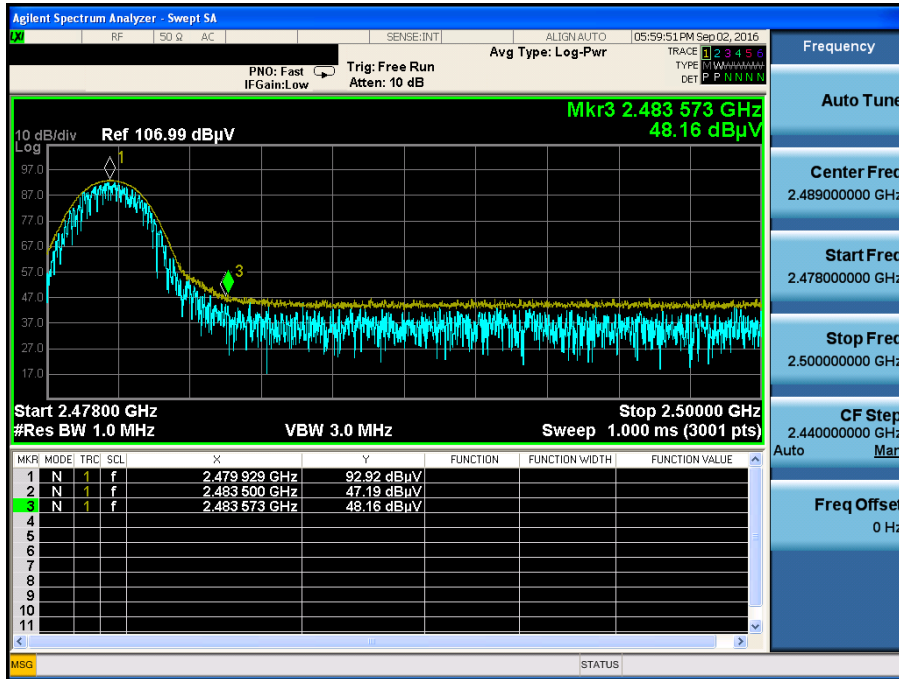 Agilent Spectrum Analyzer - Swept SA
LXI RF 50 Ω AC SENSE:INT ALIGN AUTO 05:59:51 PM Sep 02, 2016
Frequency
Avg Type: Log-Pwr TRACE 1 2 3 4 5 6
PNO: Fast Trig: Free Run TYPE M
IFGain:Low Atten: 10 dB DET P P N N N N
Auto Tune
Mkr3 2.483 573 GHz
10 dB/div Ref 106.99 dBµV 48.16 dBµV
Log
1
97.0
87.0
77.0
67.0
57.0
3
47.0
37.0
27.0
17.0
Center Freq
2.489000000 GHz
Start Freq
2.478000000 GHz
Stop Freq
2.500000000 GHz
Start 2.47800 GHz Stop 2.50000 GHz
#Res BW 1.0 MHz VBW 3.0 MHz Sweep 1.000 ms (3001 pts)
CF Step
2.440000000 GHz
Auto Man
MKR MODE TRC SCL X Y FUNCTION FUNCTION WIDTH FUNCTION VALUE
1 N 1 f 2.479 929 GHz 92.92 dBµV
2 N 1 f 2.483 500 GHz 47.19 dBµV
3 N 1 f 2.483 573 GHz 48.16 dBµV
4
5
6
7
8
9
10
11
Freq Offset
0 Hz
MSG STATUS